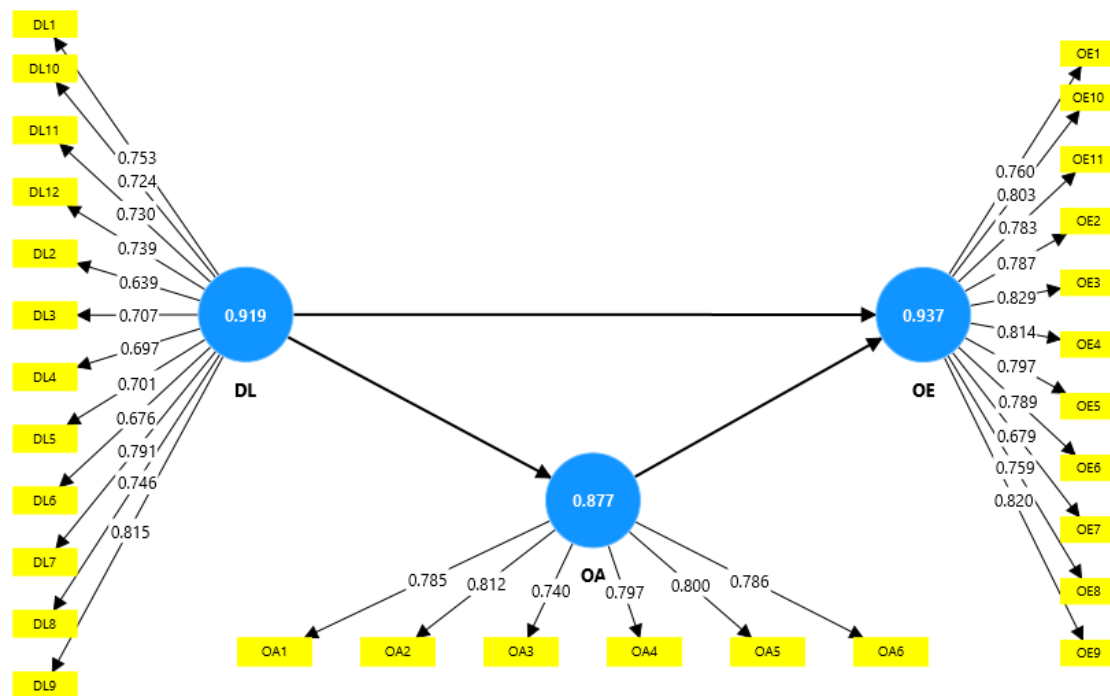 DL1
DL10
DL11
DL12
DL2
DL3
DL4
DL5
DL6
DL7
DL8
DL9
0.753
0.724
0.730
0.739
0.639
0.707
0.697
0.701
0.676
0.791
0.746
0.815
0.919
DL
0.877
OA
0.785
0.812
0.740
0.797
0.800
0.786
OA1
OA2
OA3
OA4
OA5
OA6
0.937
OE
0.760
0.803
0.783
0.787
0.829
0.814
0.797
0.789
0.679
0.759
0.820
OE1
OE10
OE11
OE2
OE3
OE4
OE5
OE6
OE7
OE8
OE9